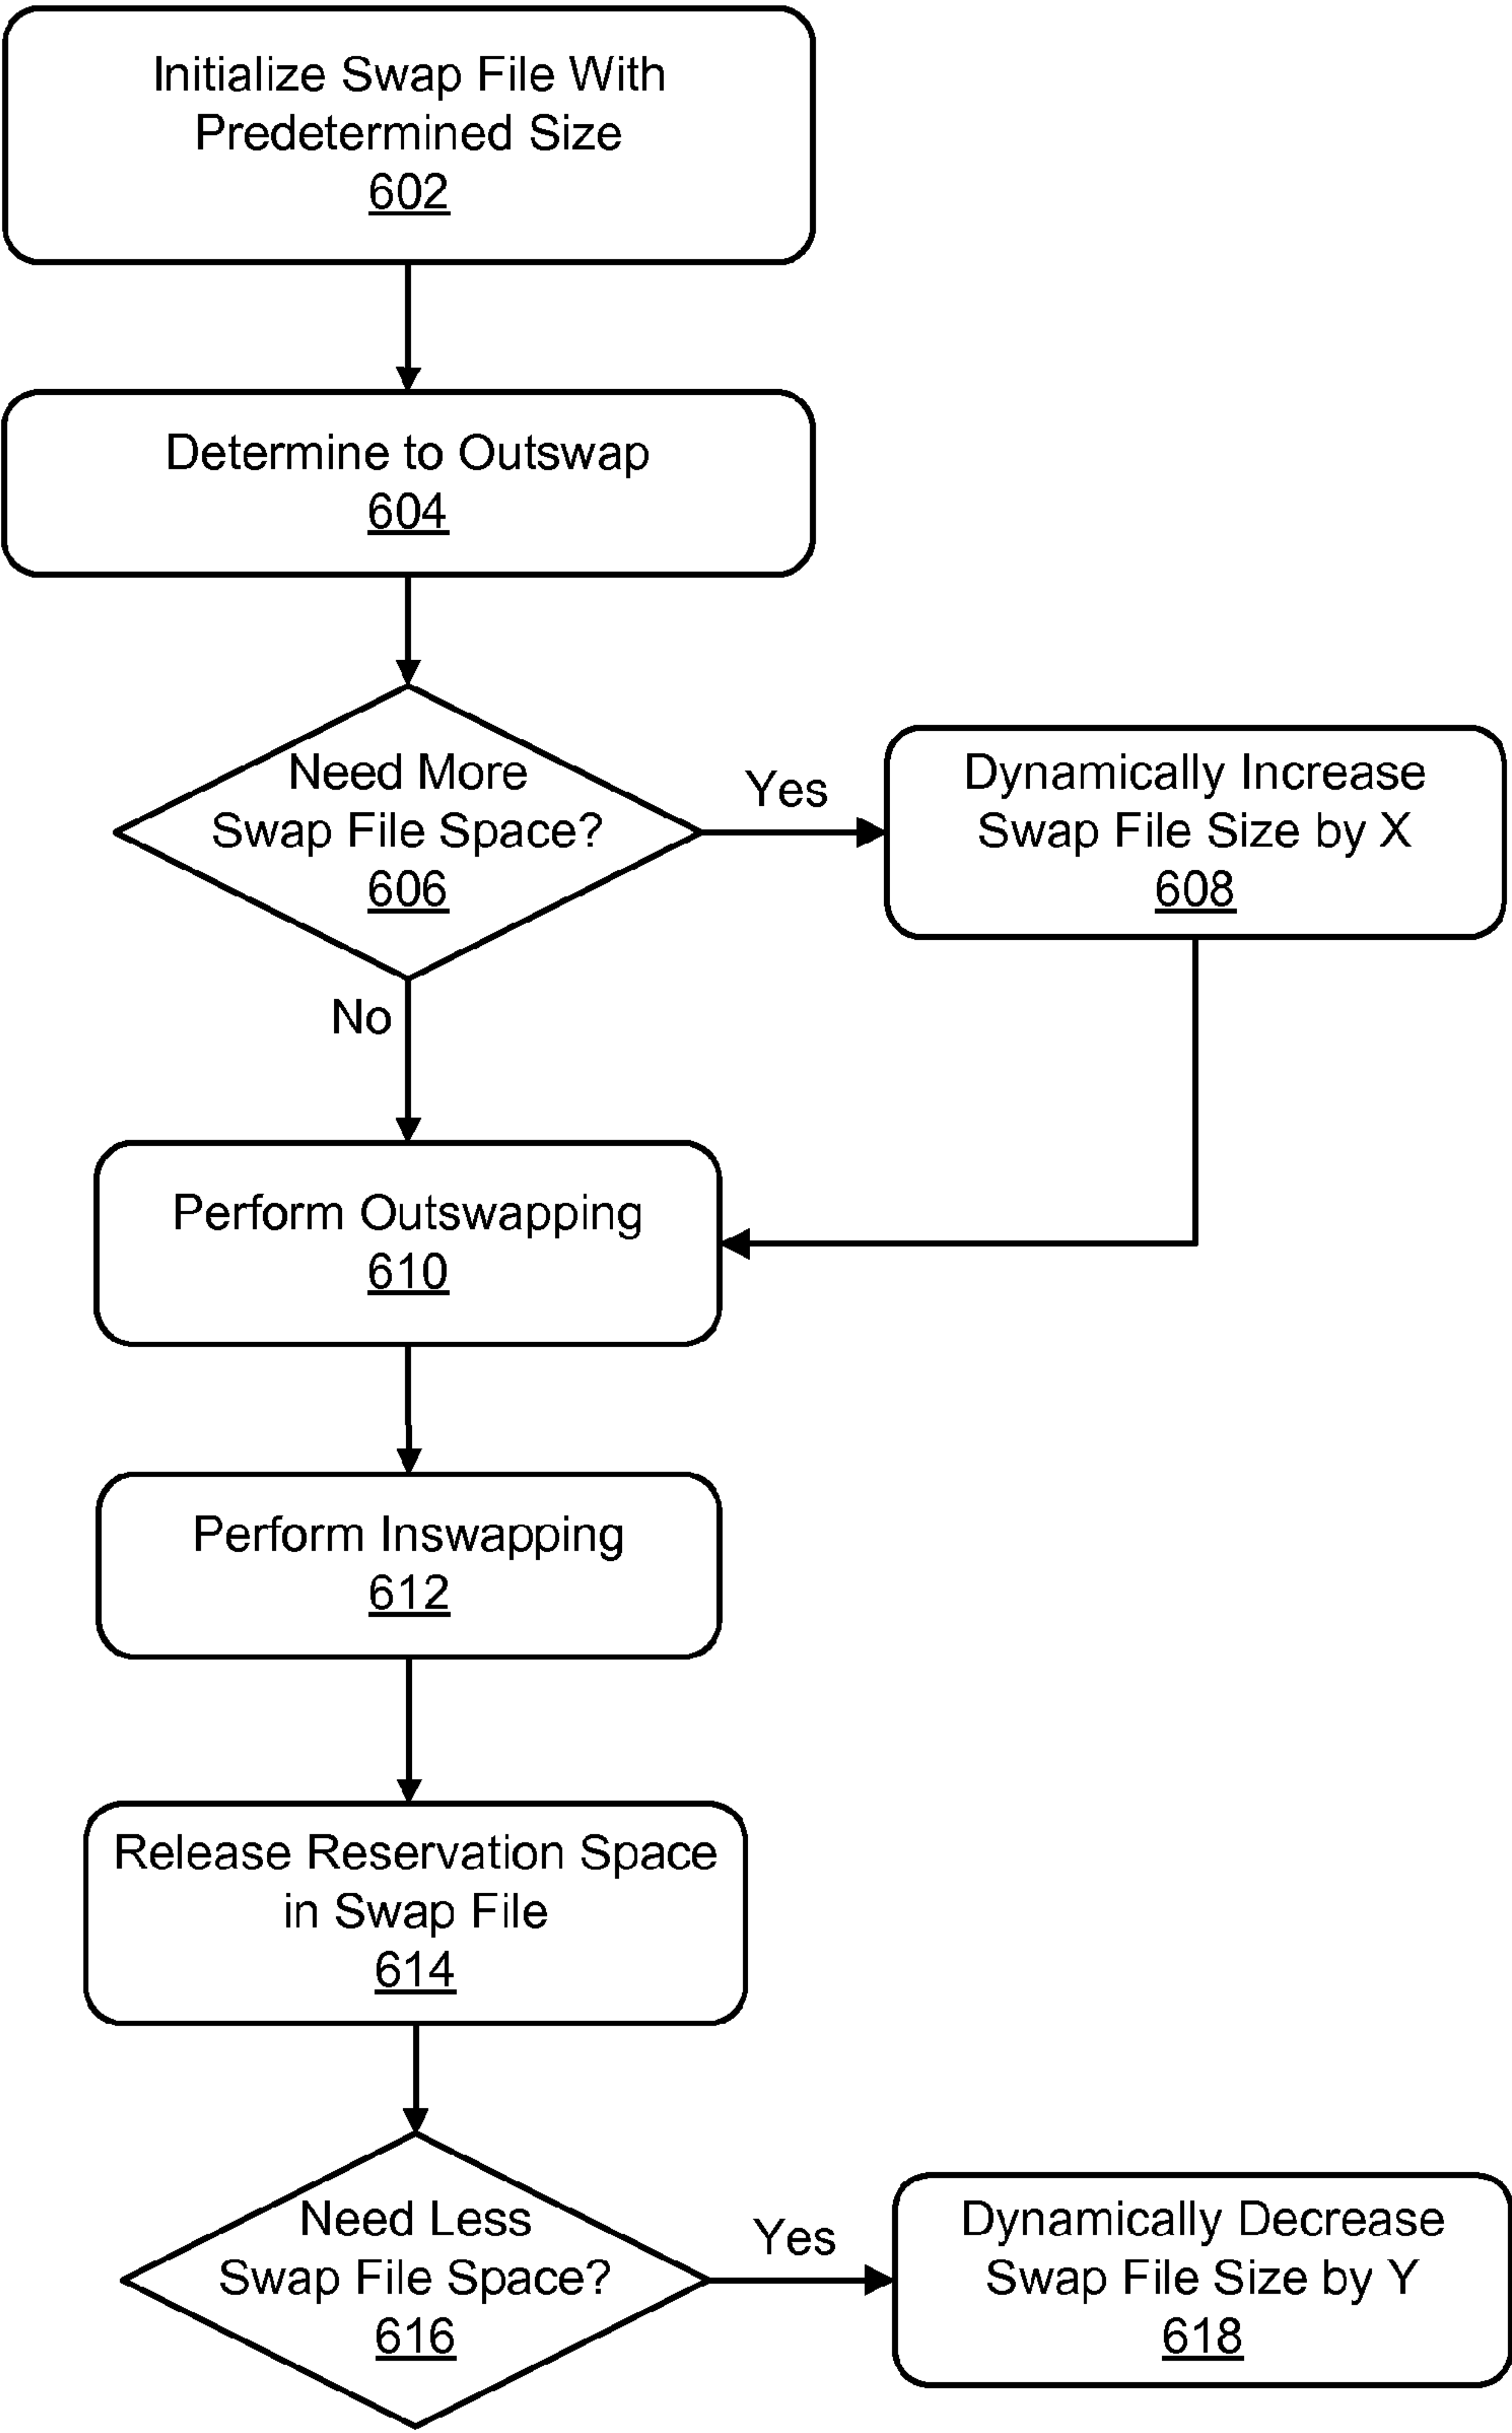 Initialize Swap File With
Predetermined Size
602
Determine to Outswap
604
Need More
Swap File Space?
606
Yes
Dynamically Increase
Swap File Size by X
608
No
Perform Outswapping
610
Perform Inswapping
612
Release Reservation Space
in Swap File
614
Need Less
Swap File Space?
616
Yes
Dynamically Decrease
Swap File Size by Y
618